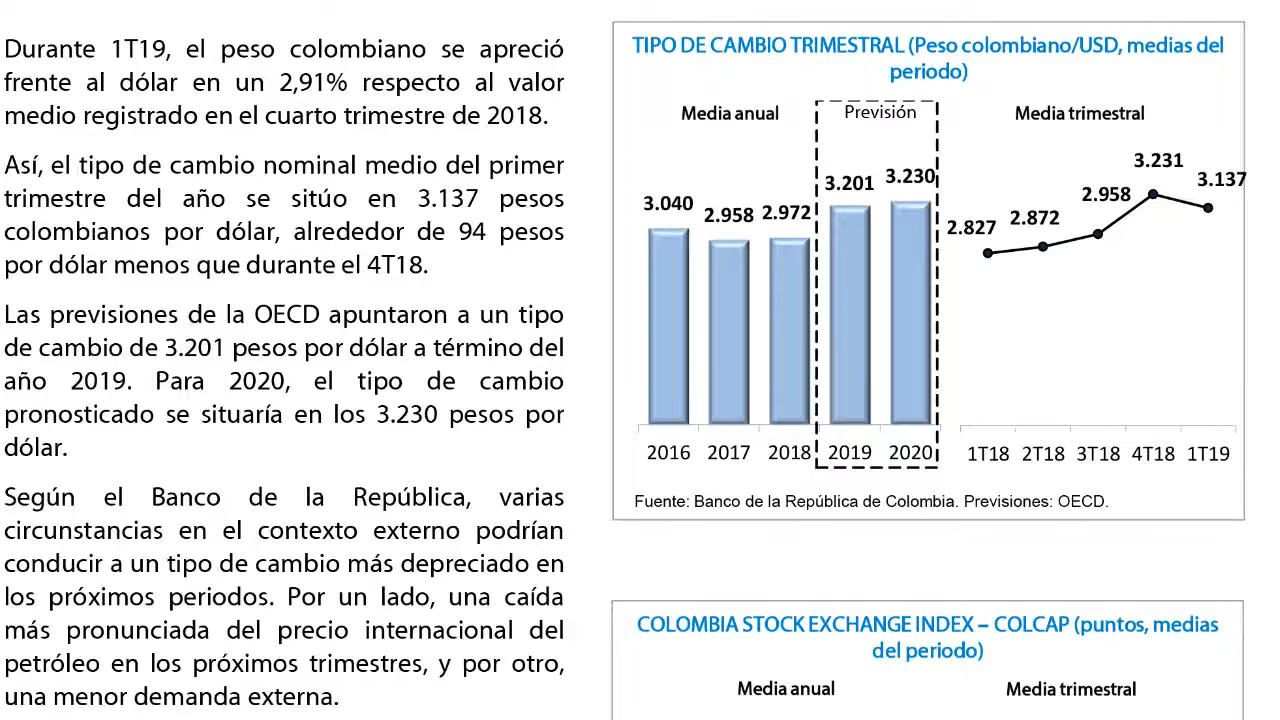 Durante 1T19, el peso colombiano se apreció
frente al dólar en un 2,91% respecto al valor
medio registrado en el cuarto trimestre de 2018.
Así, el tipo de cambio nominal medio del primer
trimestre del año se sitúo en 3.137 pesos
colombianos por dólar, alrededor de 94 pesos
por dólar menos que durante el 4T18.
Las previsiones de la OECD apuntaron a un tipo
de cambio de 3.201 pesos por dólar a término del
año 2019. Para 2020, el tipo de cambio
pronosticado se situaría en los 3.230 pesos por
dólar.
Según el Banco de la República, varias
circunstancias en el contexto externo podrían
conducir a un tipo de cambio más depreciado en
los próximos periodos. Por un lado, una caída
más pronunciada del precio internacional del
petróleo en los próximos trimestres, y por otro,
una menor demanda externa.
TIPO DE CAMBIO TRIMESTRAL (Peso colombiano/USD, medias del
periodo)
Media anual
Previsión
Media trimestral
3.040 2.958 2.972 3.201 3.230
2.827 2.872 2.958 3.231 3.137
2016 2017 2018 2019 2020
1T18 2T18 3T18 4T18 1T19
Fuente: Banco de la República de Colombia. Previsiones: OECD.
COLOMBIA STOCK EXCHANGE INDEX – COLCAP (puntos, medias
del periodo)
Media anual
Media trimestral